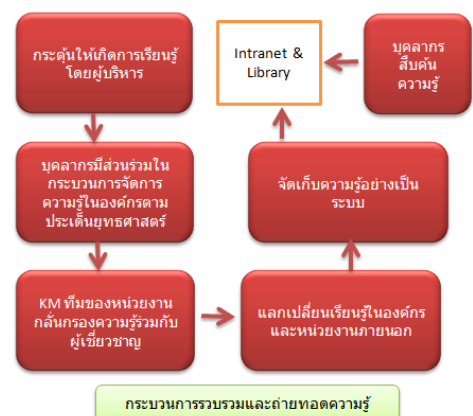 กระตุ้นให้เกิดการเรียนรู้
โดยผู้บริหาร
บุคลากรมีส่วนร่วมใน
กระบวนการจัดการ
ความรู้ในองค์กรตาม
ประเด็นยุทธศาสตร์
KM ทีมของหน่วยงาน
กลั่นกรองความรู้ร่วมกับ
ผู้เชี่ยวชาญ
แลกเปลี่ยนเรียนรู้ในองค์กร
และหน่วยงานภายนอก
จัดเก็บความรู้อย่างเป็น
ระบบ
Intranet &
Library
บุคลากร
สืบค้น
ความรู้
กระบวนการรวบรวมและถ่ายทอดความรู้